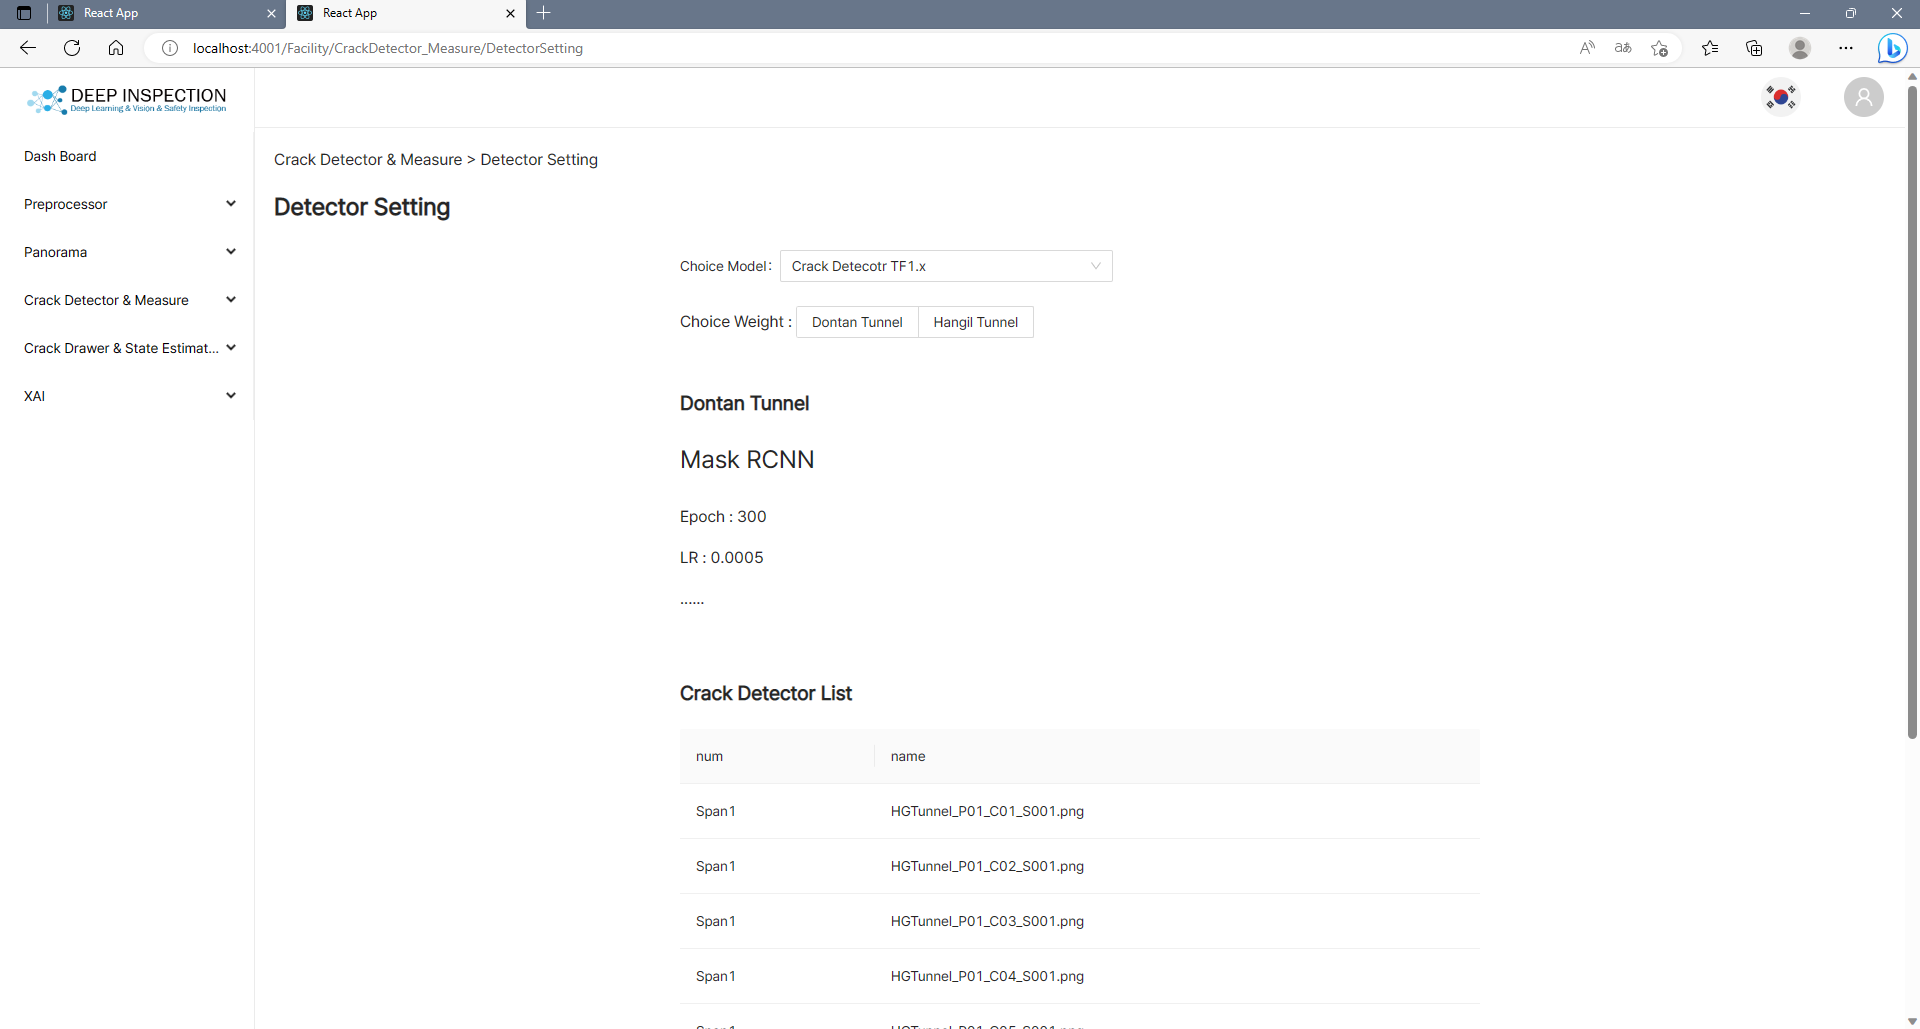 React App
React App
localhost:4001/Facility/CrackDetector_Measure/DetectorSetting
DEEP INSPECTION
Deep Learning & Vision & Safety Inspection
Dash Board
Preprocessor
Panorama
Crack Detector & Measure
Crack Drawer & State Estimat...
XAI
Crack Detector & Measure > Detector Setting
Detector Setting
Choice Model: Crack Detecotr TF1.x
Choice Weight : Dontan Tunnel Hangil Tunnel
Dontan Tunnel
Mask RCNN
Epoch : 300
LR : 0.0005
......
Crack Detector List
num name
Span1 HGTunnel_P01_C01_S001.png
Span1 HGTunnel_P01_C02_S001.png
Span1 HGTunnel_P01_C03_S001.png
Span1 HGTunnel_P01_C04_S001.png